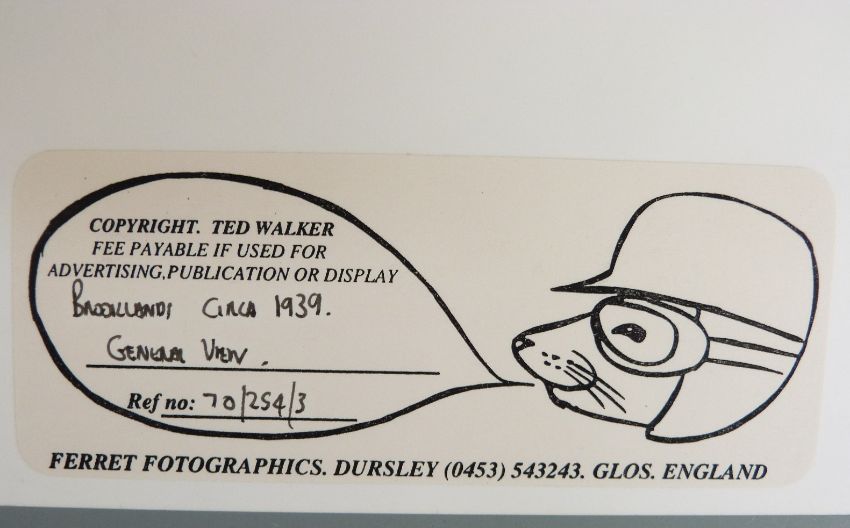 COPYRIGHT. TED WALKER
FEE PAYABLE IF USED FOR
ADVERTISING,PUBLICATION OR DISPLAY
BROOKLANDS CIRCA 1939.
GENERAL VIEW.
Ref no: 70/254/3
FERRET FOTOGRAPHICS. DURSLEY (0453) 543243. GLOS. ENGLAND